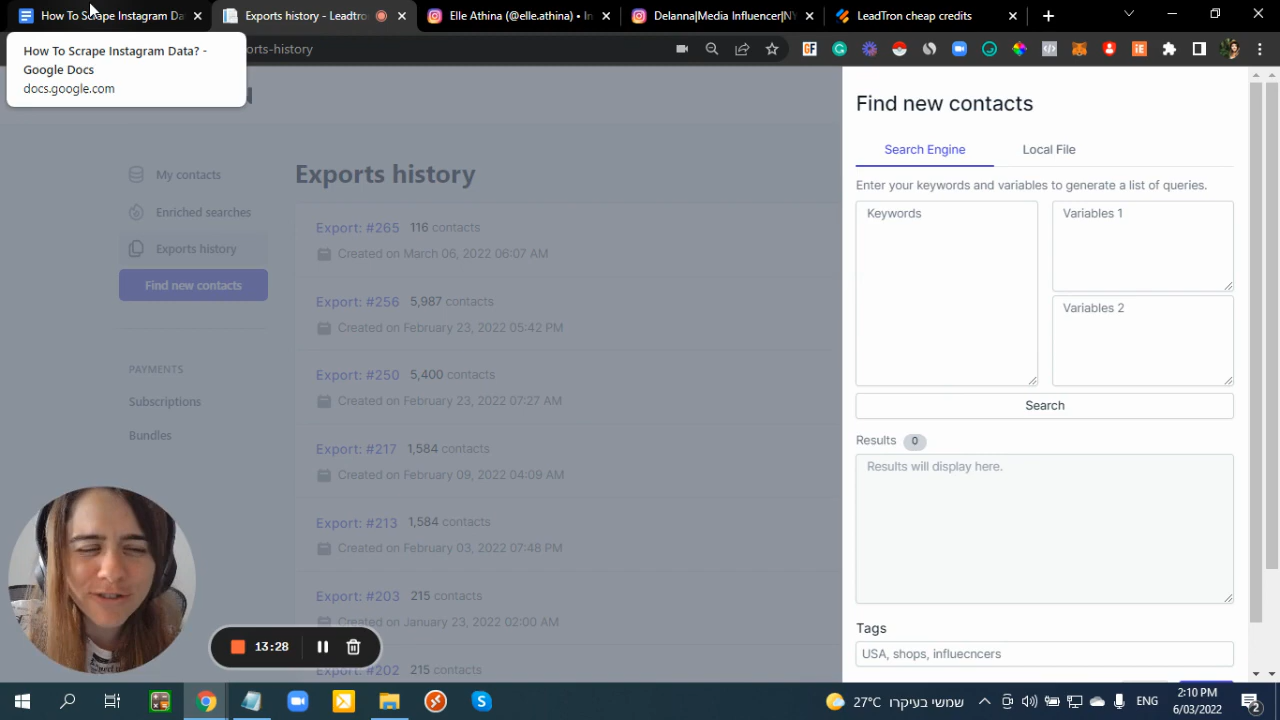 How To Scrape Instagram Da
Exports History - Leadtro
Elle Athina (@elle.athina) • In
Delanna|Media Influencer|NY
LeadTron cheap credits
orts-history
How To Scrape Instagram Data? -
Google Docs
docs.google.com
My contacts
Enriched searches
Exports history
Find new contacts
PAYMENTS
Subscriptions
Bundles
Exports history
Export: #265 116 contacts
Created on March 06, 2022 06:07 AM
Export: #256 5,987 contacts
Created on February 23, 2022 05:42 PM
Export: #250 5,400 contacts
Created on February 23, 2022 07:27 AM
Export: #217 1,584 contacts
Created on February 09, 2022 04:09 AM
Export: #213 1,584 contacts
Created on February 03, 2022 07:48 PM
Export: #203 215 contacts
Created on January 23, 2022 02:00 AM
Export: #202 215 contacts
Find new contacts
Search Engine
Local File
Enter your keywords and variables to generate a list of queries.
Keywords
Variables 1
Variables 2
Search
Results 0
Results will display here.
Tags
USA, shops, influecncers
13:28
27°C שמשי בעיקרו
ENG
2:10 PM
6/03/2022
2